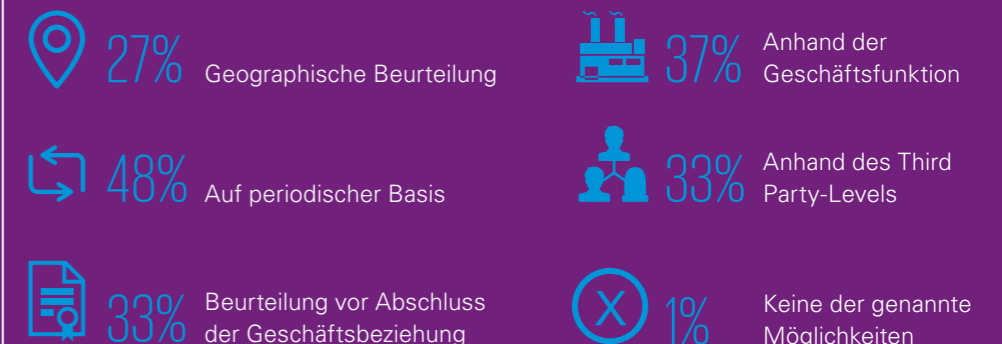 27% Geographische Beurteilung
37% Anhand der
Geschäftsfunktion
48% Auf periodischer Basis
33% Anhand des Third
Party-Levels
33% Beurteilung vor Abschluss
der Geschäftsbeziehung
X 1% Keine der genannte
Möglichkeiten